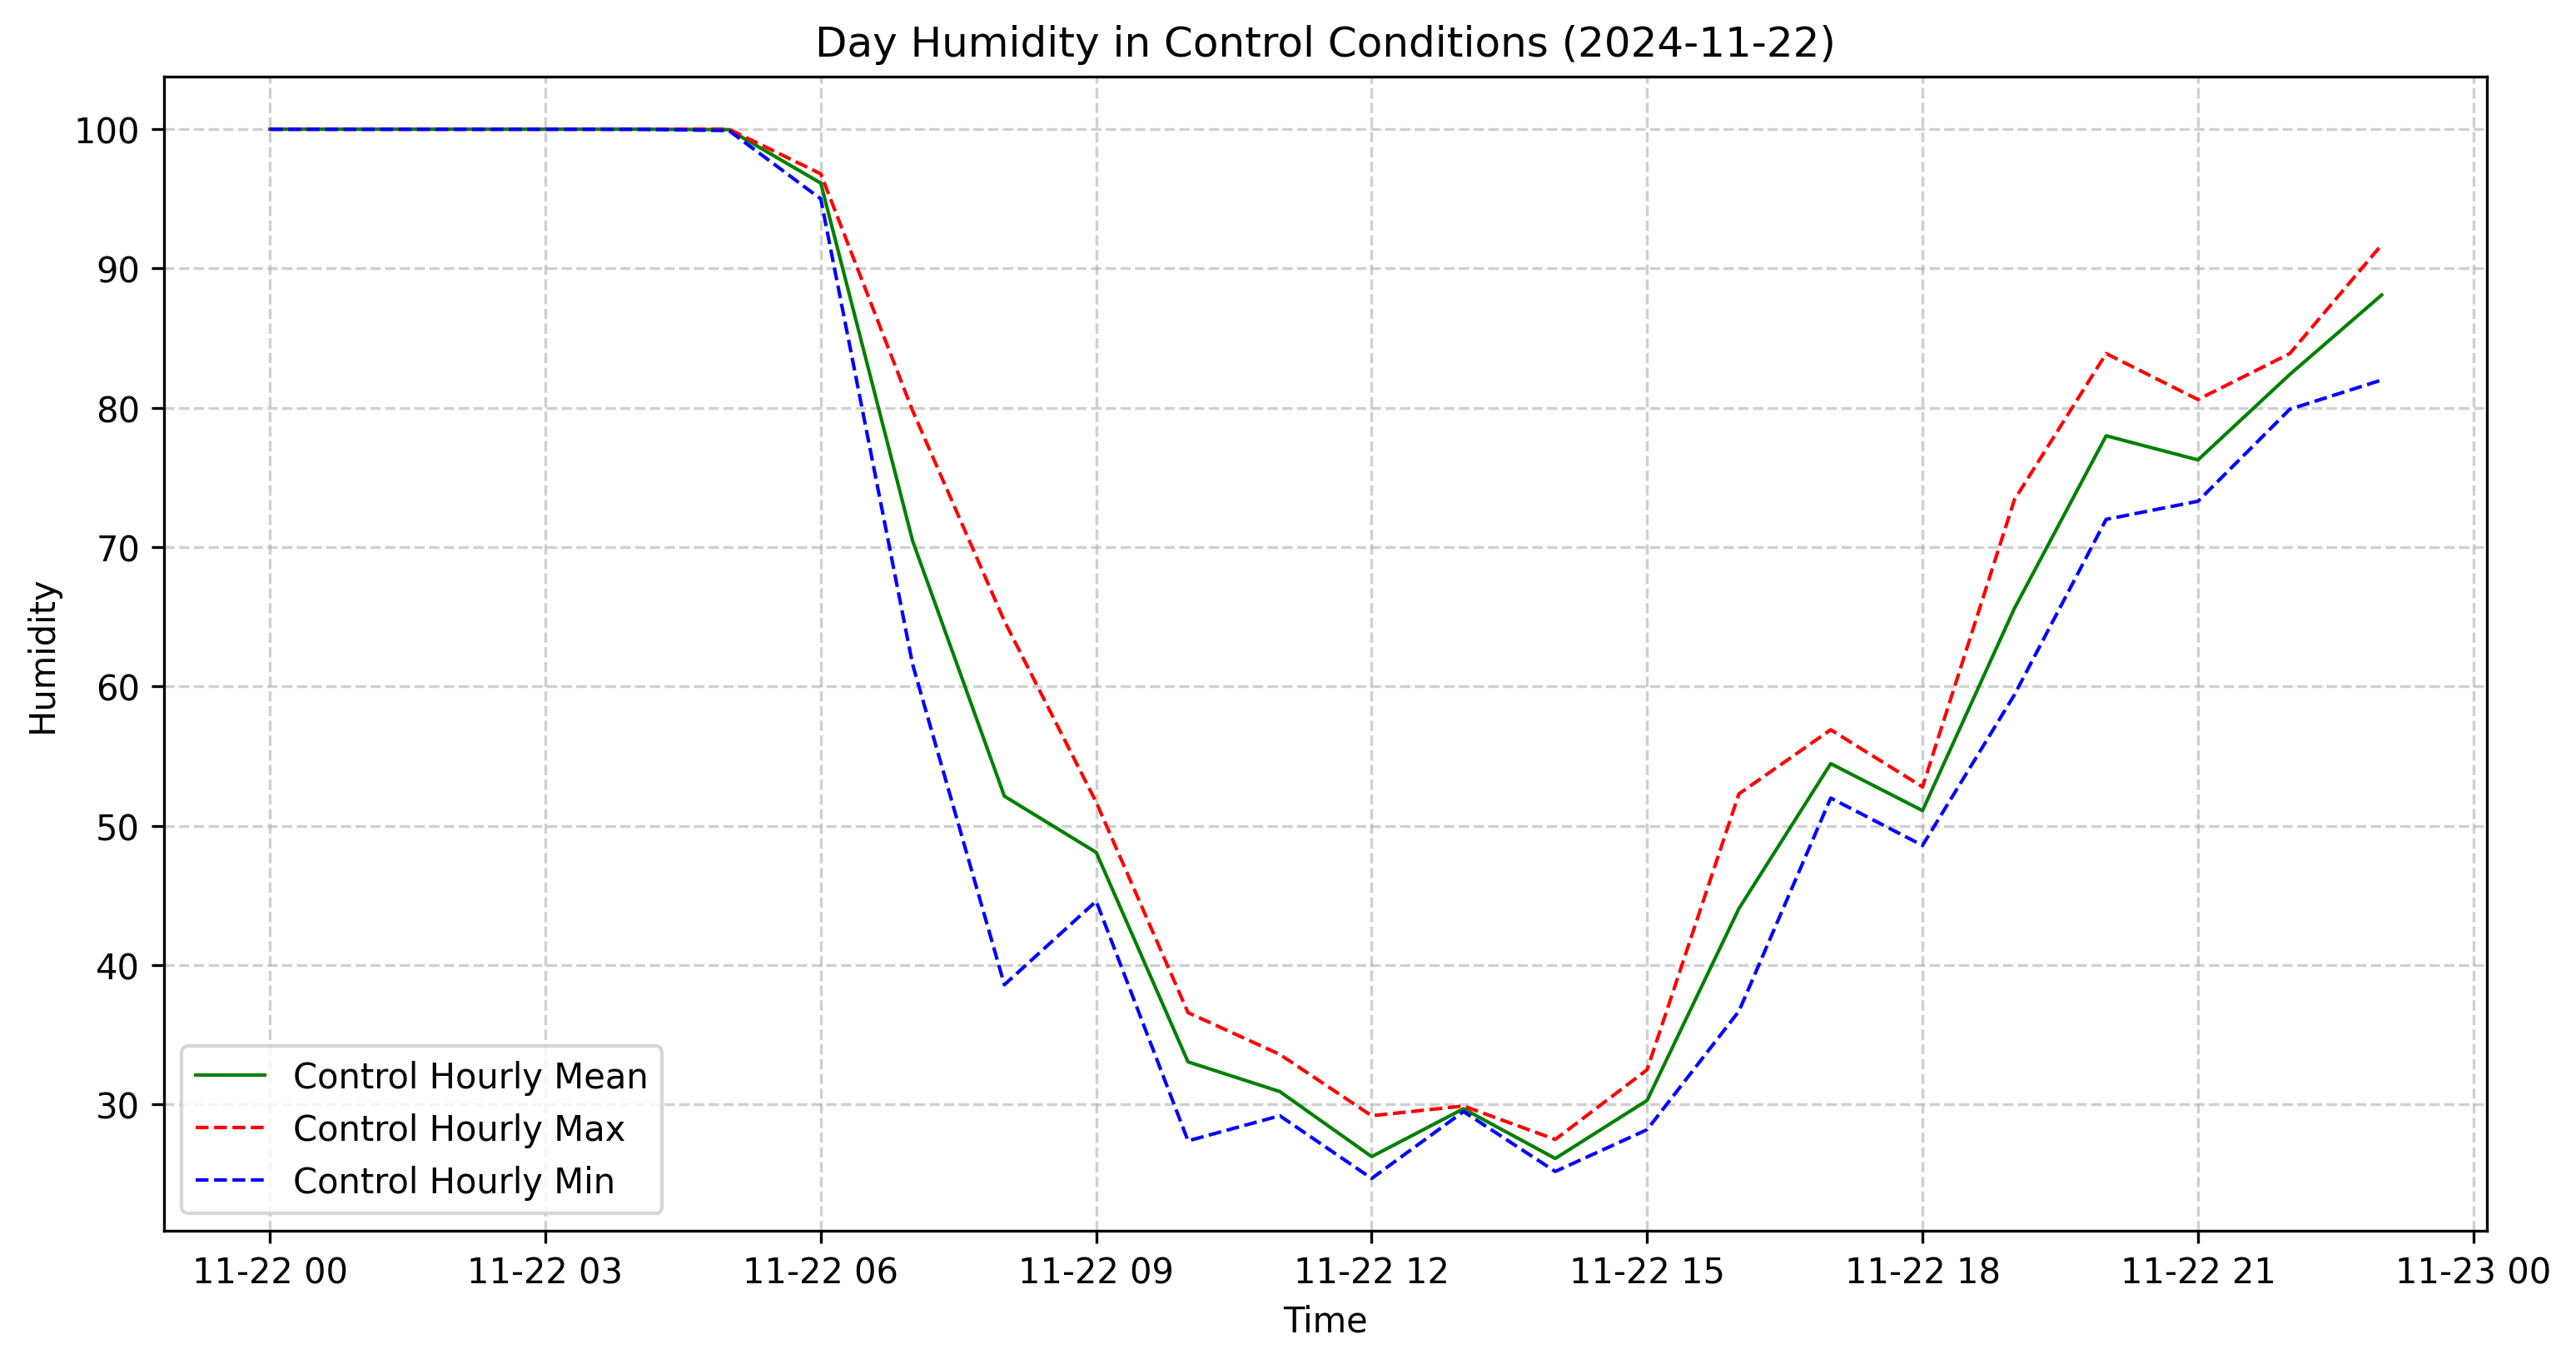 Day Humidity in Control Conditions (2024-11-22)
Humidity
100
90
80
70
60
50
40
30
Control Hourly Mean
Control Hourly Max
Control Hourly Min
11-22 00 11-22 03 11-22 06 11-22 09 11-22 12 11-22 15 11-22 18 11-22 21 11-23 00
Time